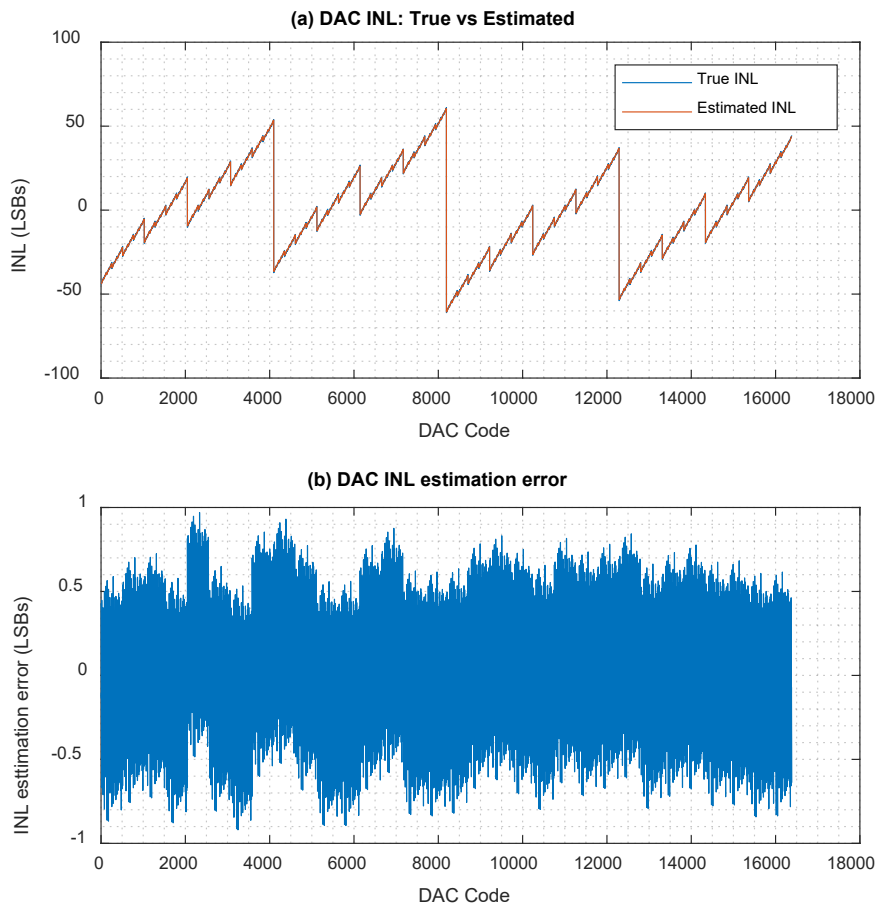 (a) DAC INL: True vs Estimated
100
50
0
-50
-100
INL (LSBs)
True INL
Estimated INL
0 2000 4000 6000 8000 10000 12000 14000 16000 18000
DAC Code
(b) DAC INL estimation error
1
0.5
0
-0.5
-1
INL esttimation error (LSBs)
0 2000 4000 6000 8000 10000 12000 14000 16000 18000
DAC Code